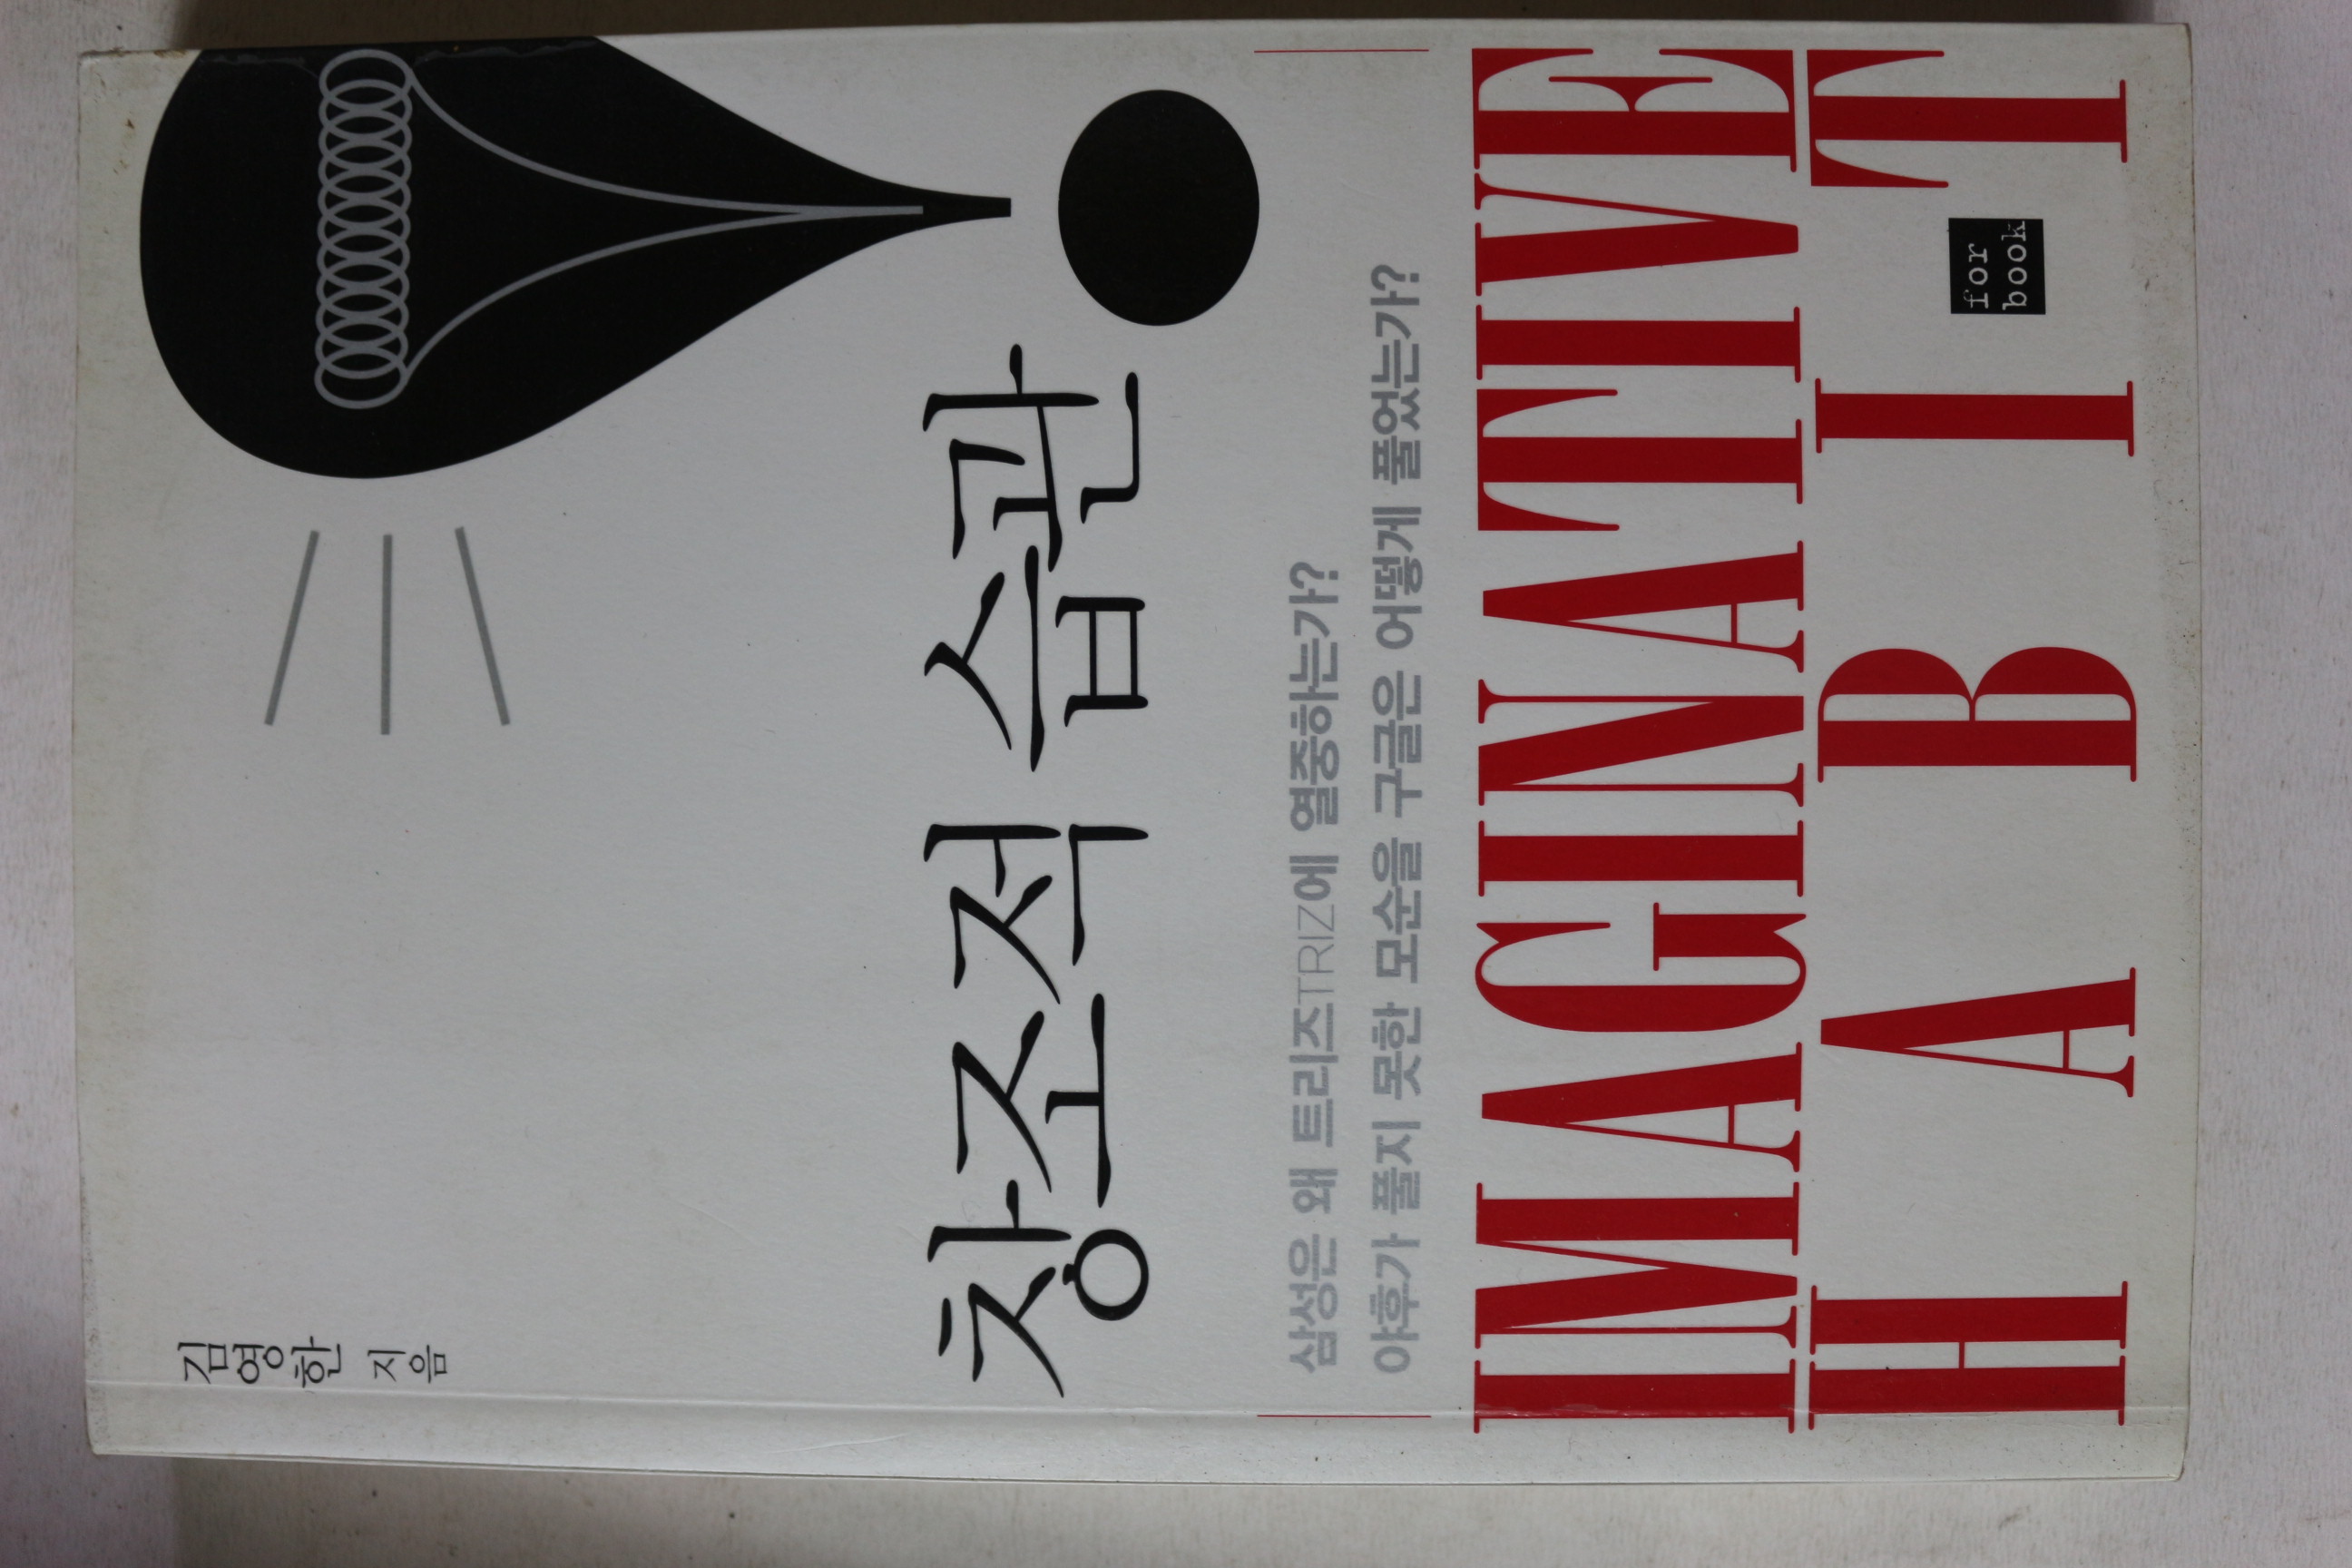 김영한
지음
창조적 습관
삼성은 왜 트리즈TRIZ에 열중하는가?
야후가 풀지 못한 모순을 구글은 어떻게 풀었는가?
IMAGINATIVE
HABIT
for
book